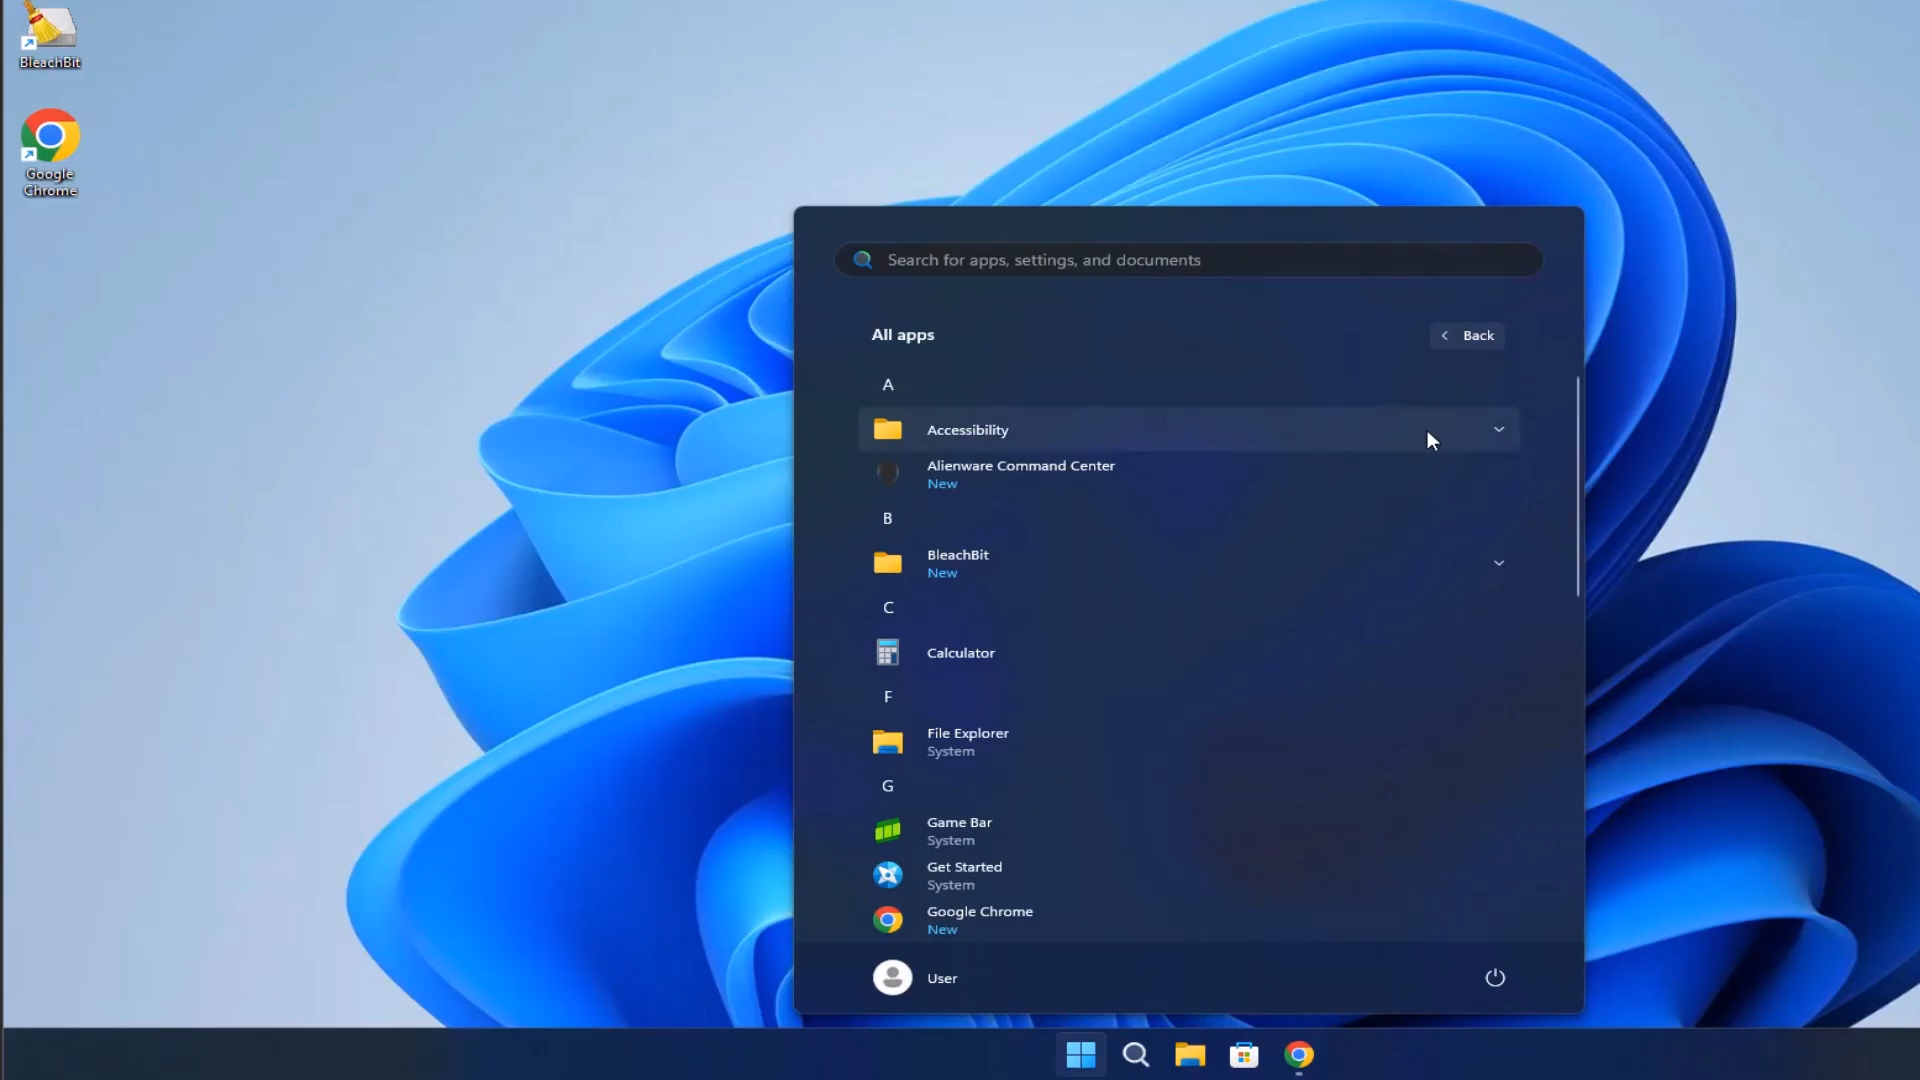 BleachBit
Google
Chrome
Search for apps, settings, and documents
All apps
Back
A
Accessibility
Alienware Command Center
New
B
BleachBit
New
C
Calculator
F
File Explorer
System
G
Game Bar
System
Get Started
System
Google Chrome
New
User